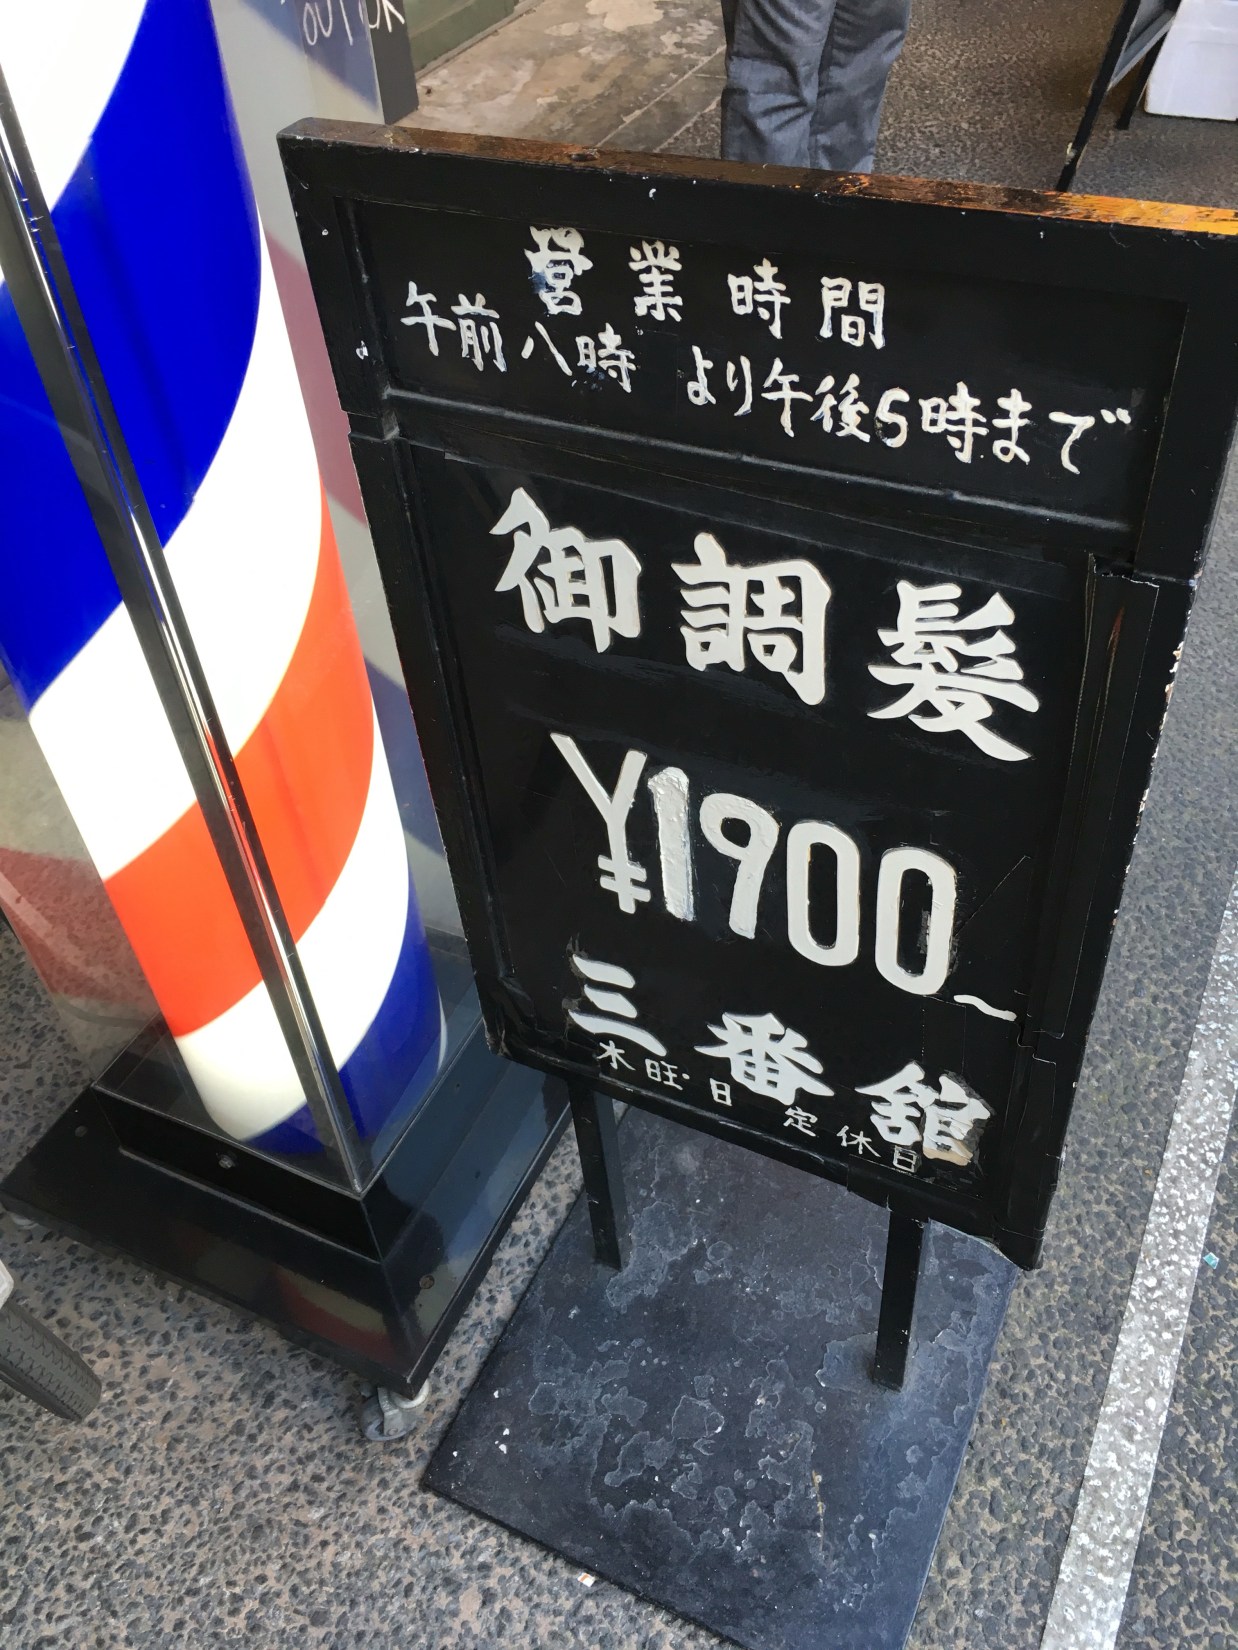 営業時間
午前八時より午後5時まで
御調髪
¥1900~
三番舘
木旺・日定休日